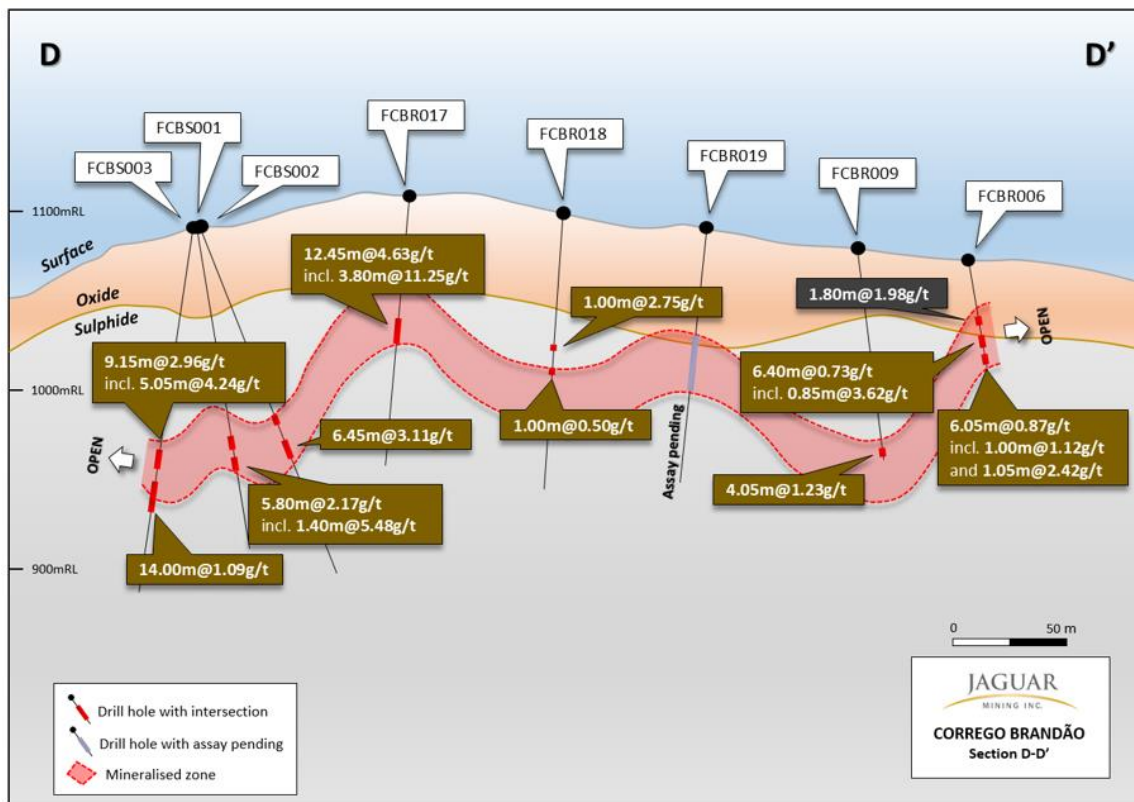 D
D’
FCBS001
FCBS003
FCBS002
FCBR017
FCBR018
FCBR019
FCBR009
FCBR006
1100mRL
Surface
Oxide
Sulphide
12.45m@4.63g/t
incl. 3.80m@11.25g/t
1.00m@2.75g/t
1.80m@1.98g/t
OPEN
9.15m@2.96g/t
incl. 5.05m@4.24g/t
1000mRL
6.40m@0.73g/t
incl. 0.85m@3.62g/t
1.00m@0.50g/t
6.05m@0.87g/t
incl. 1.00m@1.12g/t
and 1.05m@2.42g/t
6.45m@3.11g/t
OPEN
Assay pending
4.05m@1.23g/t
5.80m@2.17g/t
incl. 1.40m@5.48g/t
14.00m@1.09g/t
900mRL
0 50 m
JAGUAR
MINING INC.
CORREGO BRANDÃO
Section D-D’
Drill hole with intersection
Drill hole with assay pending
Mineralised zone